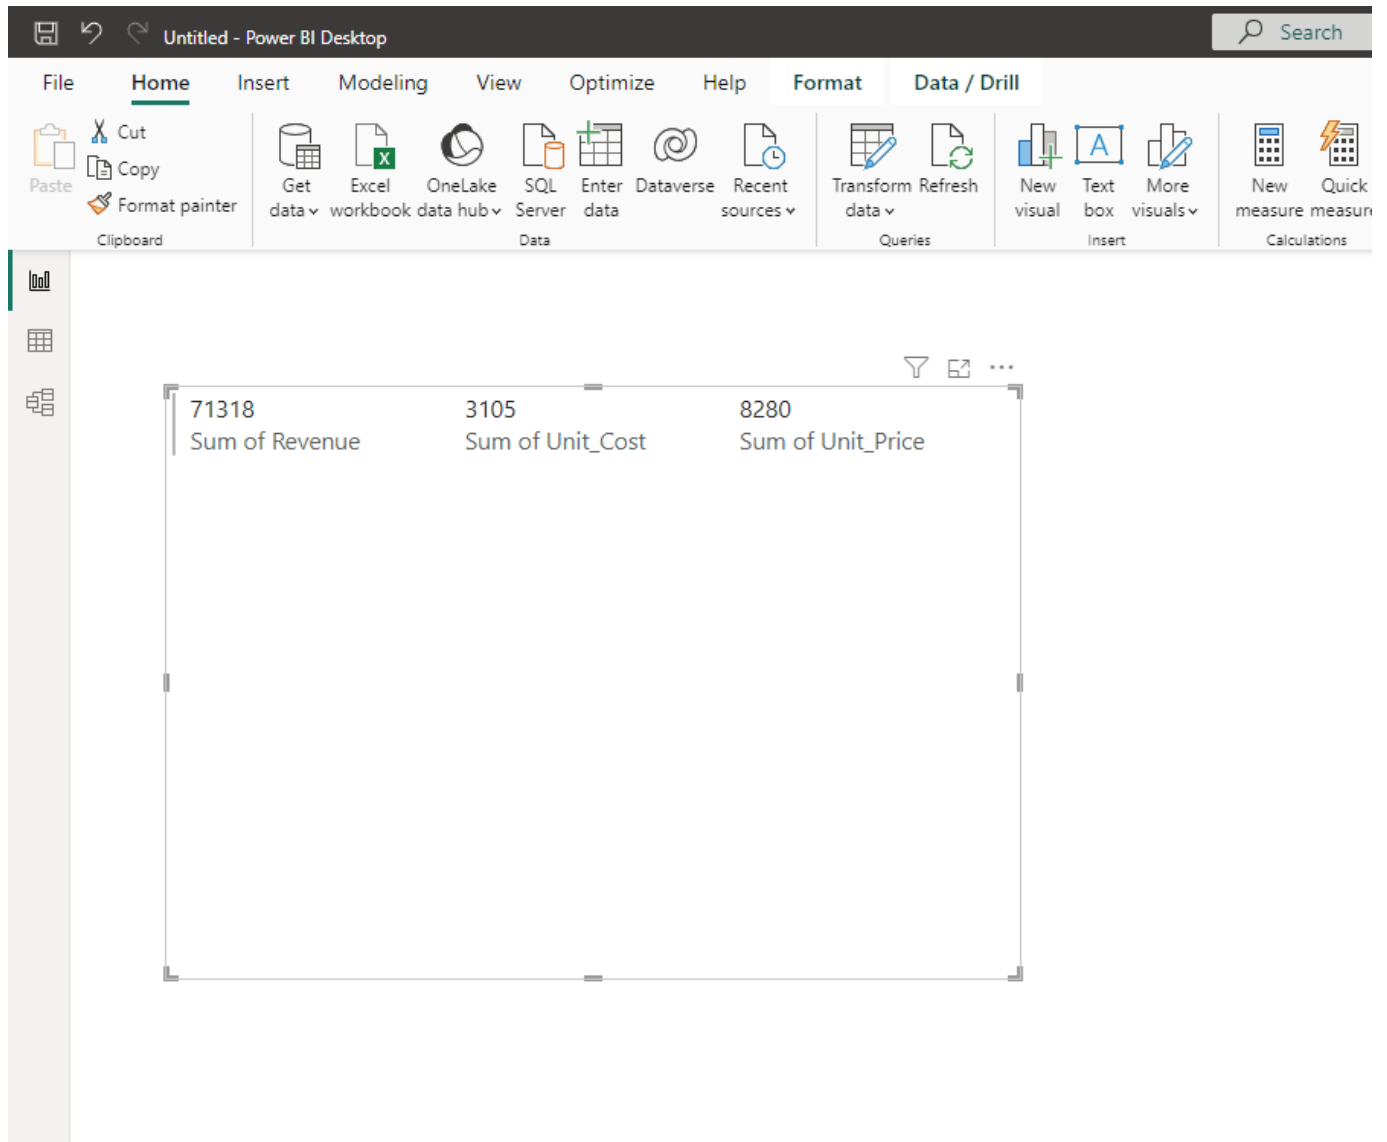 Untitled - Power BI Desktop
Search
File Home Insert Modeling View Optimize Help Format Data / Drill
Paste
Cut
Copy
Format painter
Clipboard
Get data
Excel workbook
OneLake data hub
SQL Server
Enter data
Dataverse
Recent sources
Data
Transform data
Refresh
Queries
New visual
Text box
More visuals
Insert
New measure
Quick measur
Calculations
71318 3105 8280
Sum of Revenue Sum of Unit_Cost Sum of Unit_Price